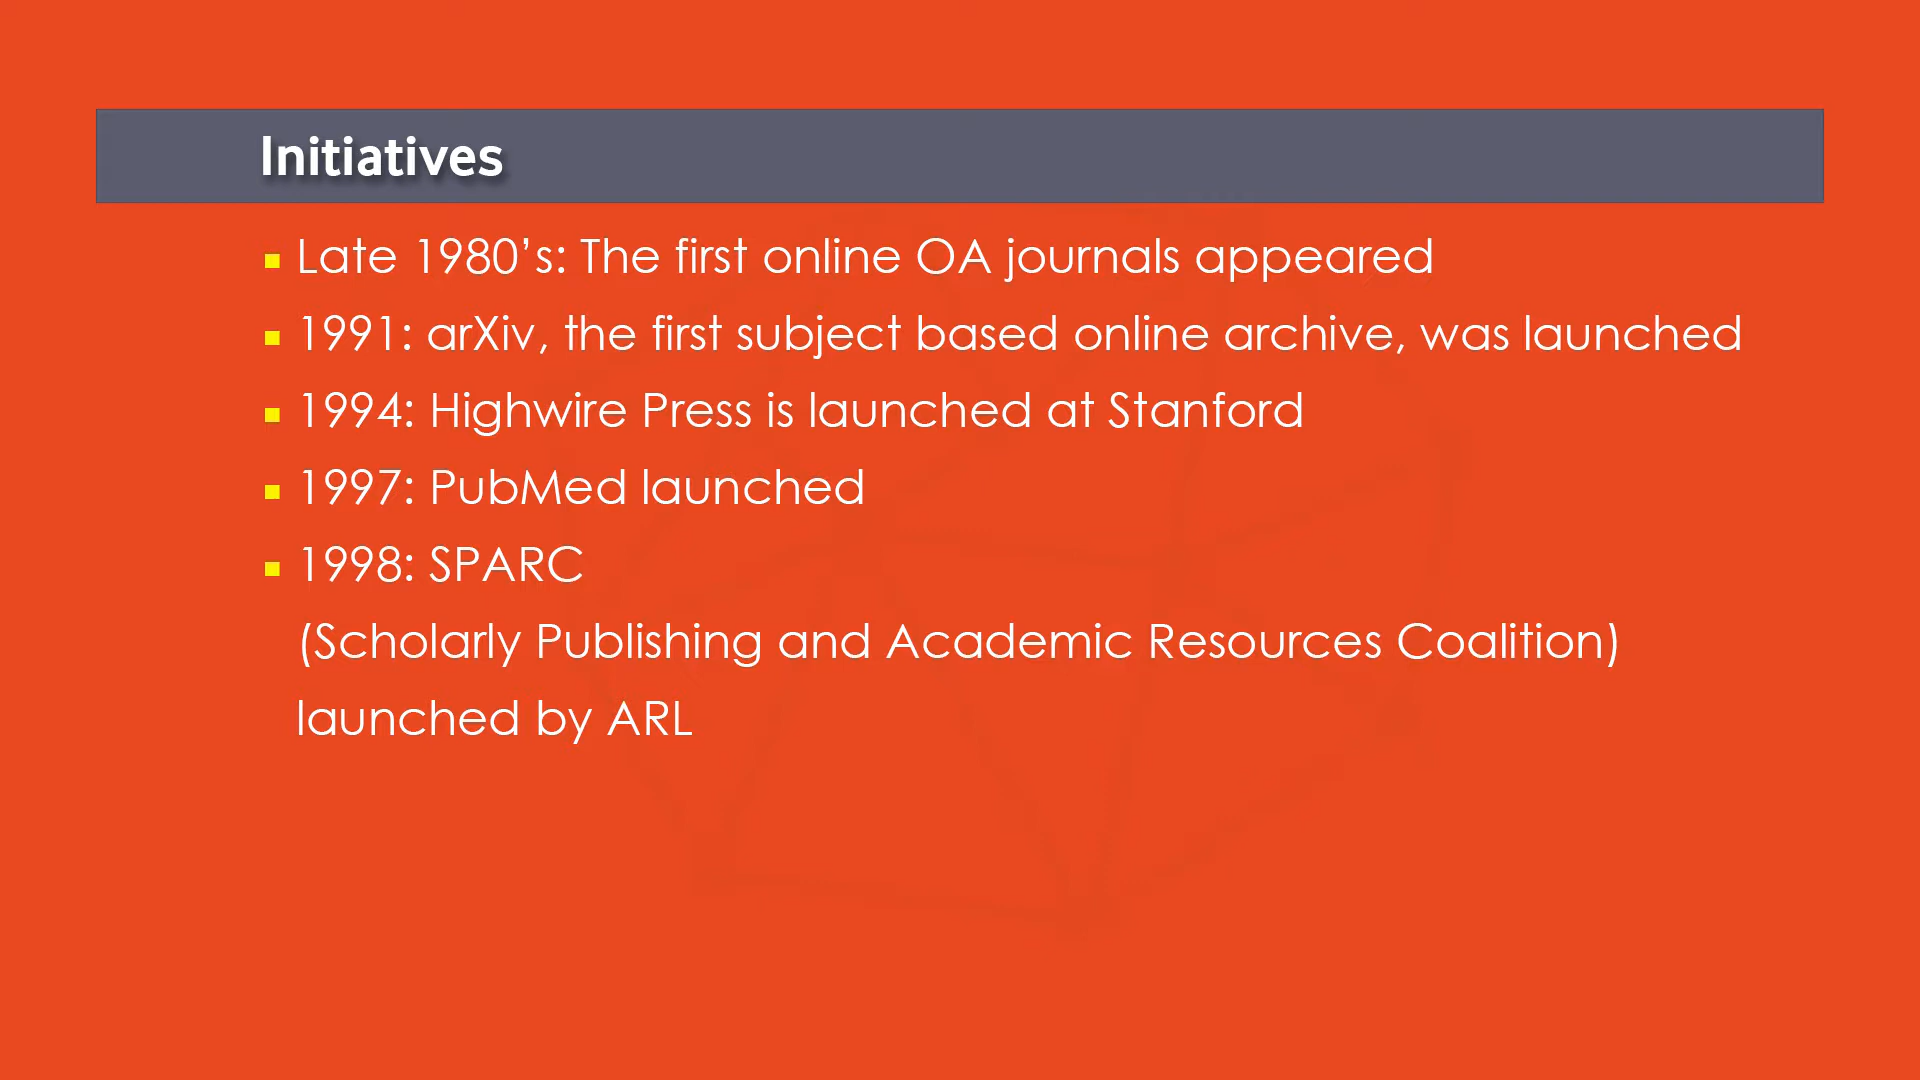 Initiatives
Late 1980’s: The first online OA journals appeared
1991: arXiv, the first subject based online archive, was launched
1994: Highwire Press is launched at Stanford
1997: PubMed launched
1998: SPARC
(Scholarly Publishing and Academic Resources Coalition)
launched by ARL